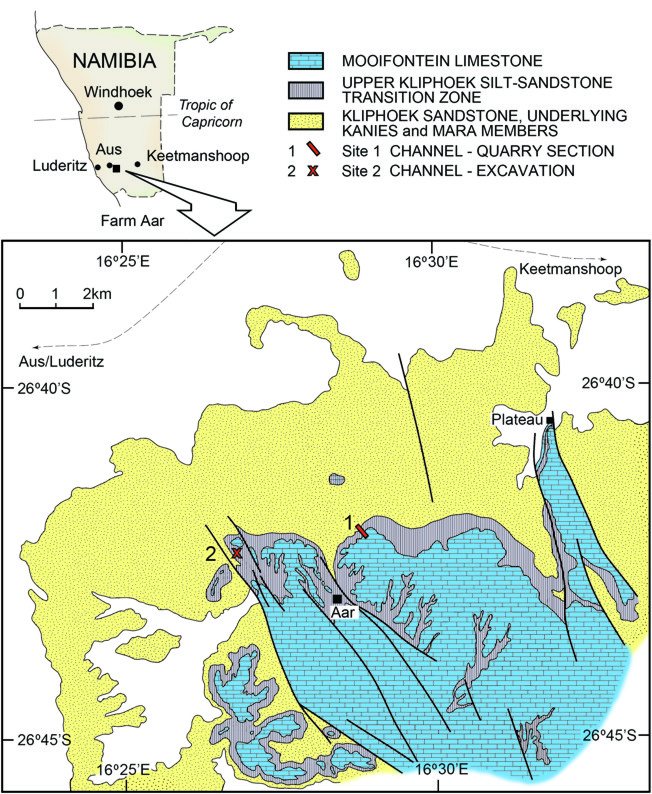 NAMIBIA
Windhoek
Tropic of
Capricorn
Aus
Luderitz
Keetmanshoop
Farm Aar
MOOIFONTEIN LIMESTONE
UPPER KLIPHOEK SILT-SANDSTONE
TRANSITION ZONE
KLIPHOEK SANDSTONE, UNDERLYING
KANIES and MARA MEMBERS
1 Site 1 CHANNEL - QUARRY SECTION
2 Site 2 CHANNEL - EXCAVATION
16º25'E
16º30'E
Keetmanshoop
0 1 2km
Aus/Luderitz
26º40'S
26º40'S
Plateau
1
2
Aar
26º45'S
26º45'S
16º25'E
16º30'E